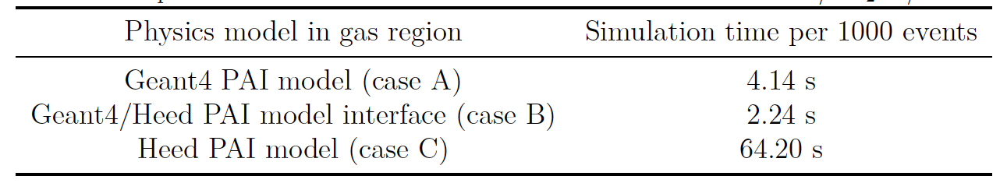 Physics model in gas region Simulation time per 1000 events
Geant4 PAI model (case A) 4.14 s
Geant4/Heed PAI model interface (case B) 2.24 s
Heed PAI model (case C) 64.20 s